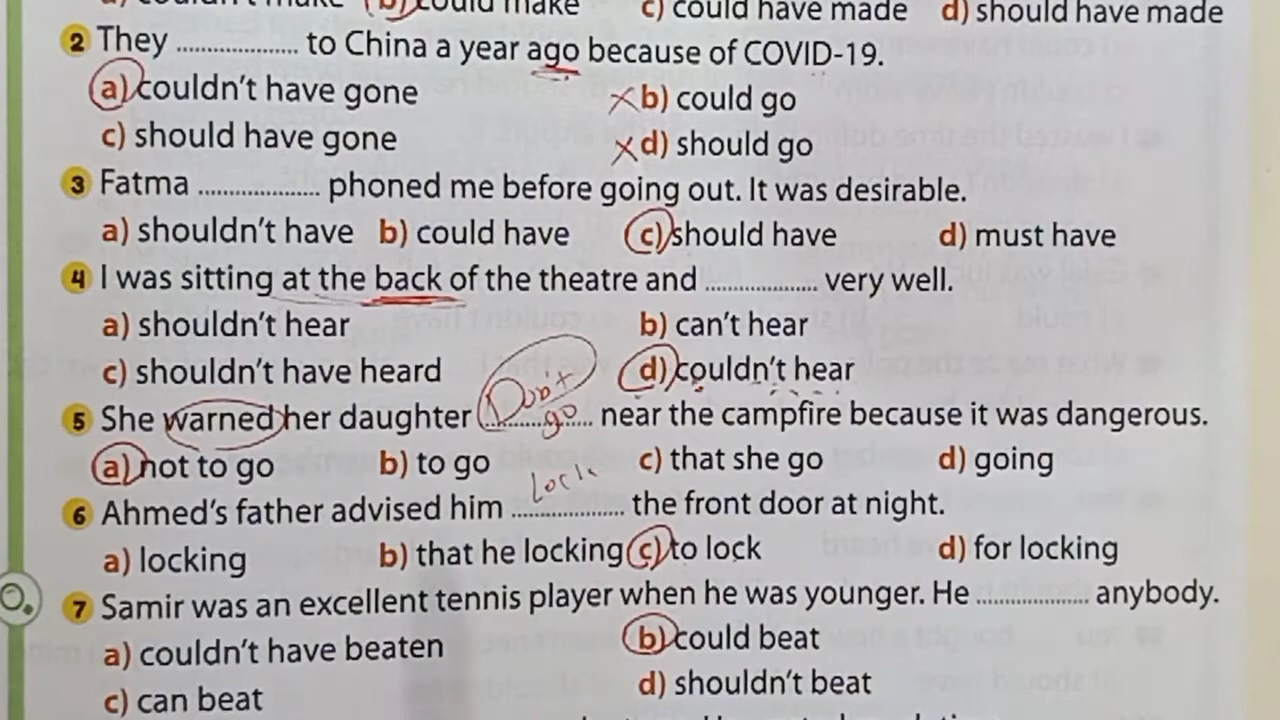 a) couldn't make b) could make c) could have made d) should have made
2 They .................. to China a year ago because of COVID-19.
a) couldn't have gone b) could go
c) should have gone d) should go
3 Fatma .................. phoned me before going out. It was desirable.
a) shouldn't have b) could have c) should have d) must have
4 I was sitting at the back of the theatre and .................. very well.
a) shouldn't hear b) can't hear
c) shouldn't have heard d) couldn't hear
5 She warned her daughter .................. near the campfire because it was dangerous.
go
a) not to go b) to go c) that she go d) going
Lock
6 Ahmed's father advised him .................. the front door at night.
a) locking b) that he locking c) to lock d) for locking
7 Samir was an excellent tennis player when he was younger. He .................. anybody.
a) couldn't have beaten b) could beat
c) can beat d) shouldn't beat